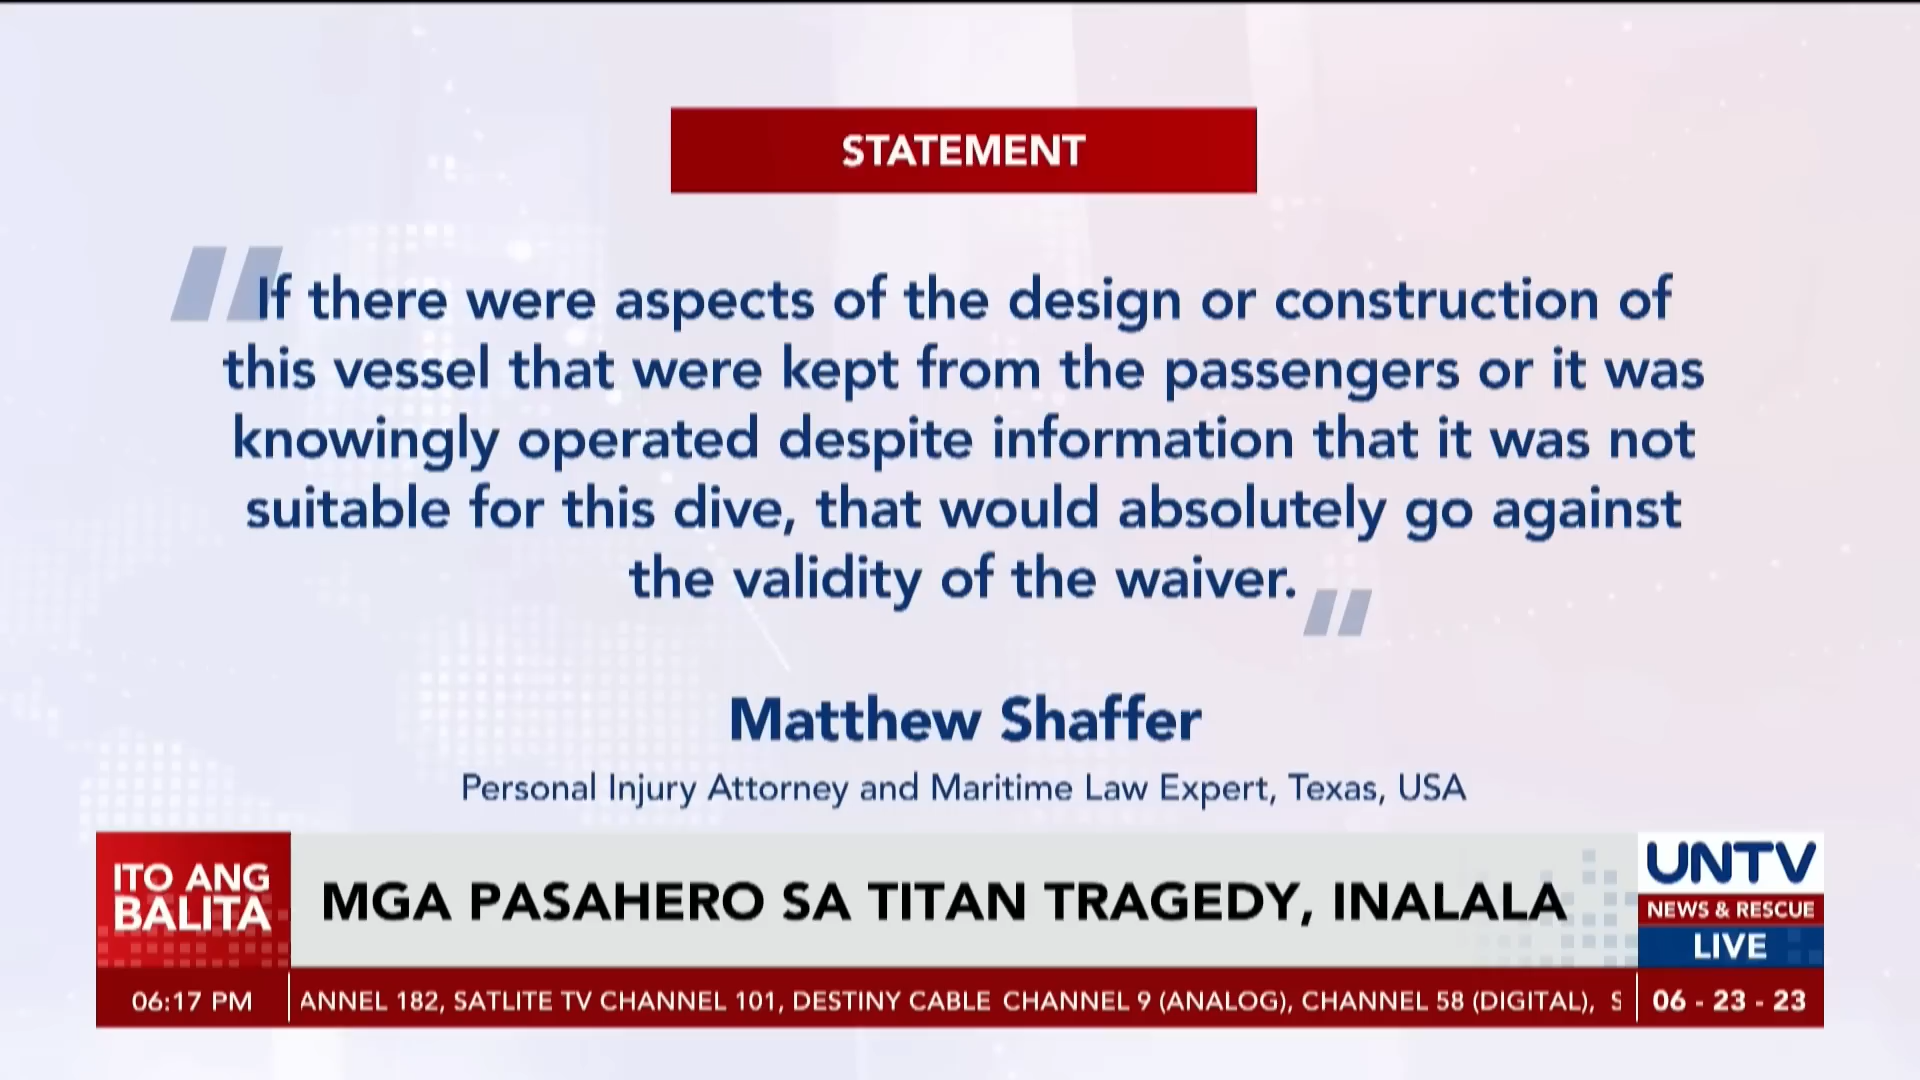 STATEMENT
"If there were aspects of the design or construction of
this vessel that were kept from the passengers or it was
knowingly operated despite information that it was not
suitable for this dive, that would absolutely go against
the validity of the waiver."
Matthew Shaffer
Personal Injury Attorney and Maritime Law Expert, Texas, USA
ITO ANG
BALITA
MGA PASAHERO SA TITAN TRAGEDY, INALALA
UNTV
NEWS & RESCUE
LIVE
06:17 PM
ANNEL 182, SATLITE TV CHANNEL 101, DESTINY CABLE CHANNEL 9 (ANALOG), CHANNEL 58 (DIGITAL), S
06 - 23 - 23